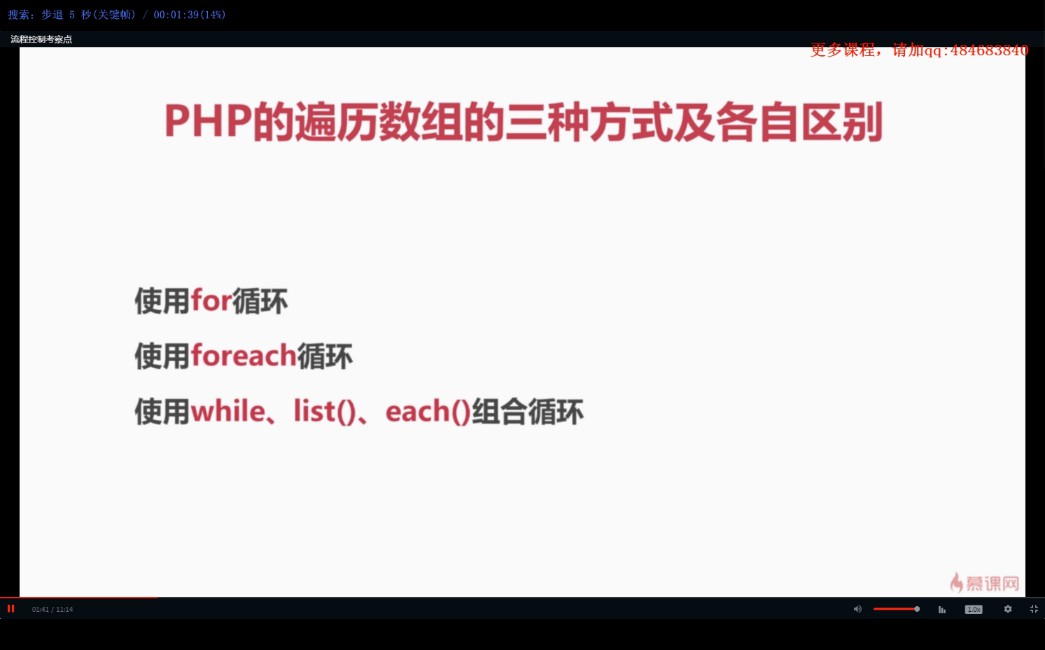 搜索: 步退 5 秒(关键帧) / 00:01:39(14%)
流程控制考察点
更多课程，请加qq:484683840
PHP的遍历数组的三种方式及各自区别
使用for循环
使用foreach循环
使用while、list()、each()组合循环
慕课网
01:41 / 11:14
1.0x